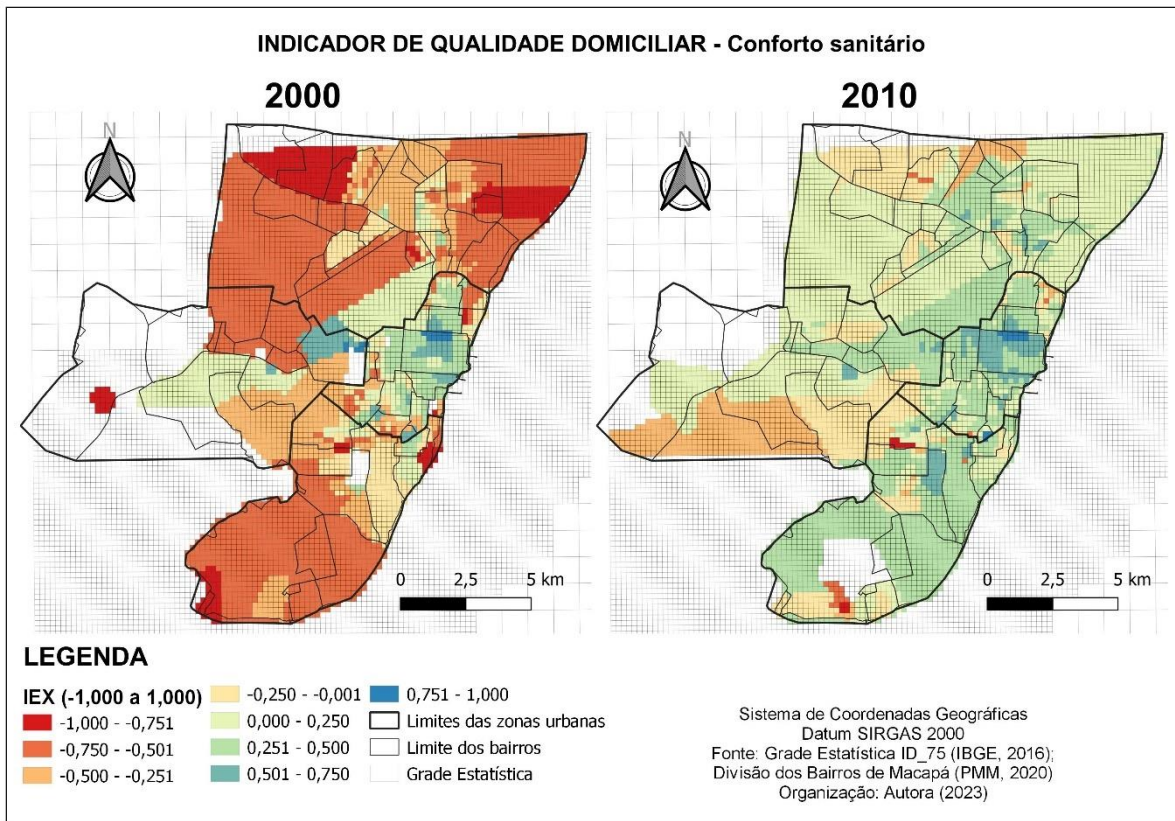 INDICADOR DE QUALIDADE DOMICILIAR - Conforto sanitário
2000
2010
N
N
0 2,5 5 km
0 2,5 5 km
LEGENDA
IEX (-1,000 a 1,000)
-1,000 - -0,751
-0,750 - -0,501
-0,500 - -0,251
-0,250 - -0,001
0,000 - 0,250
0,251 - 0,500
0,501 - 0,750
0,751 - 1,000
Limites das zonas urbanas
Limite dos bairros
Grade Estatística
Sistema de Coordenadas Geográficas
Datum SIRGAS 2000
Fonte: Grade Estatística ID_75 (IBGE, 2016);
Divisão dos Bairros de Macapá (PMM, 2020)
Organização: Autora (2023)